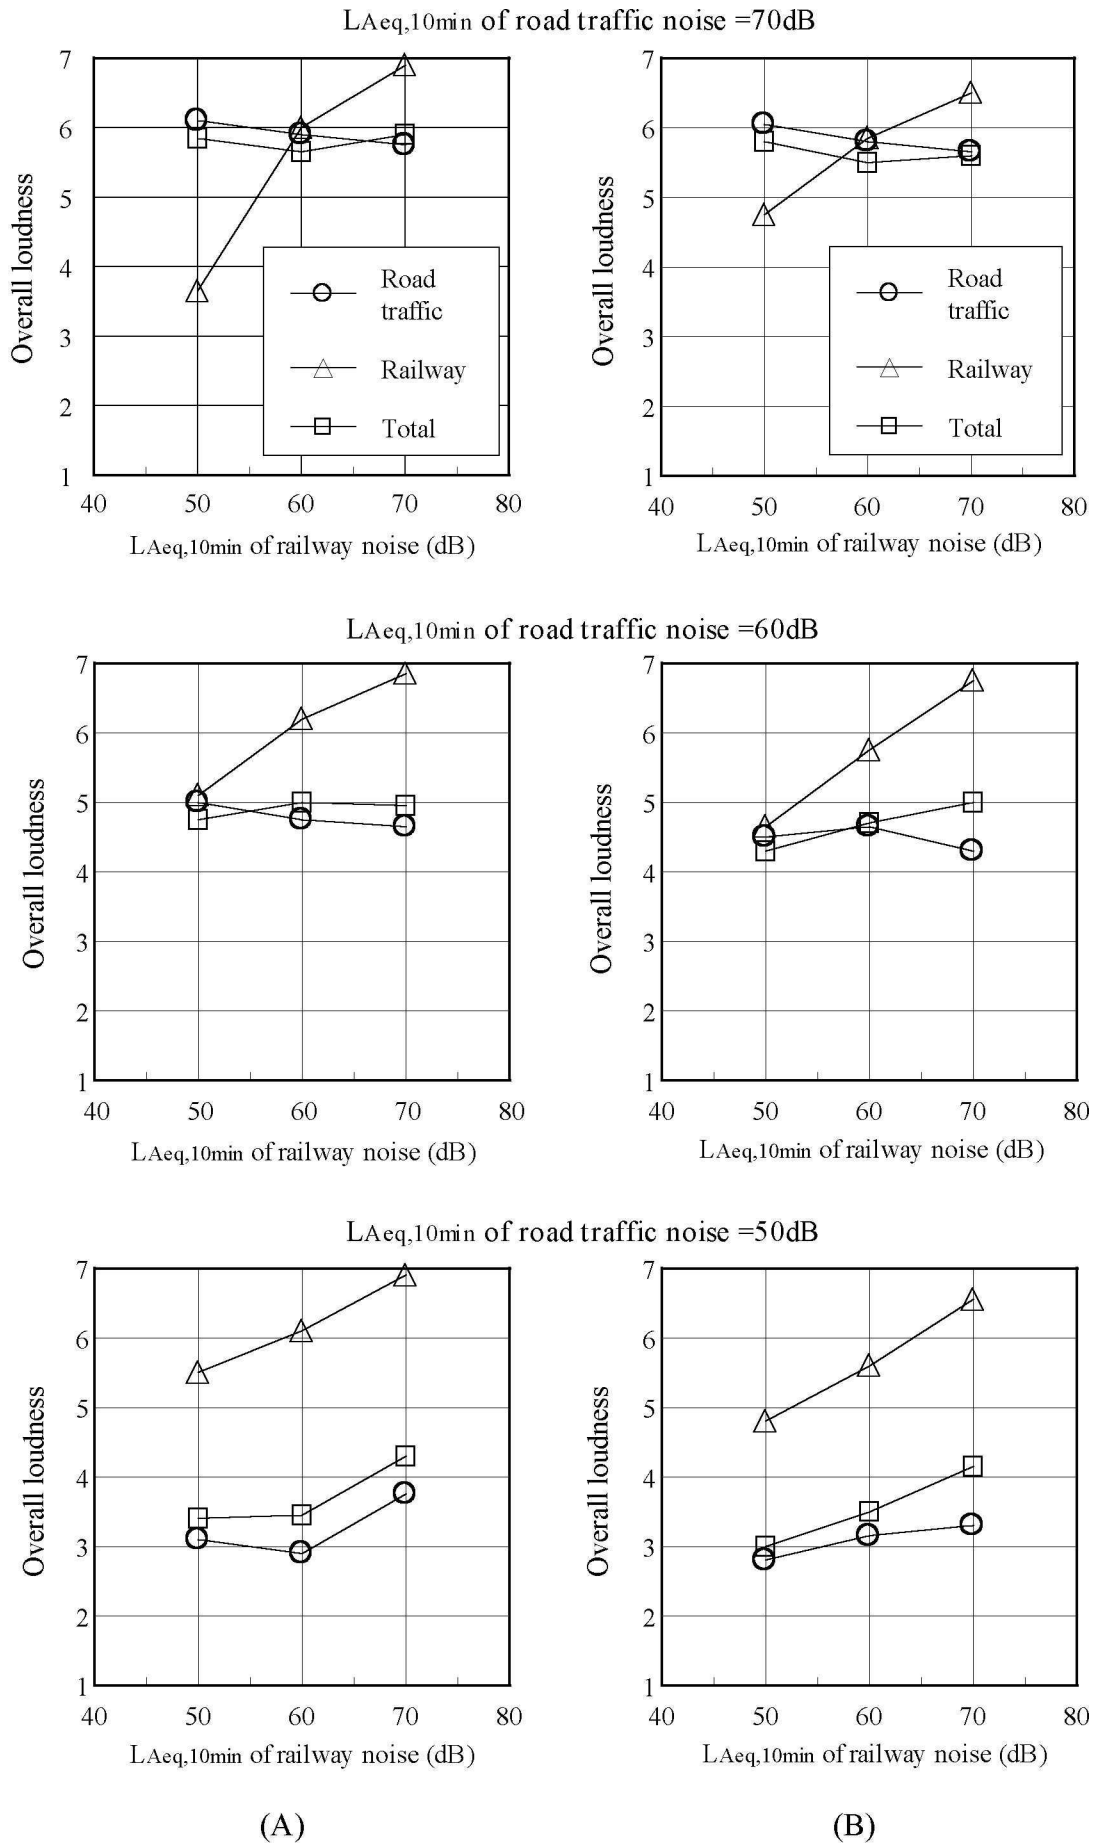 LAeq,10min of road traffic noise =70dB
7
6
5
4
3
2
1
Overall loudness
Road
traffic
Railway
Total
40 50 60 70 80
LAeq,10min of railway noise (dB)
7
6
5
4
3
2
1
Overall loudness
Road
traffic
Railway
Total
40 50 60 70 80
LAeq,10min of railway noise (dB)
LAeq,10min of road traffic noise =60dB
7
6
5
4
3
2
1
Overall loudness
40 50 60 70 80
LAeq,10min of railway noise (dB)
7
6
5
4
3
2
1
Overall loudness
40 50 60 70 80
LAeq,10min of railway noise (dB)
LAeq,10min of road traffic noise =50dB
7
6
5
4
3
2
1
Overall loudness
40 50 60 70 80
LAeq,10min of railway noise (dB)
7
6
5
4
3
2
1
Overall loudness
40 50 60 70 80
LAeq,10min of railway noise (dB)
(A)
(B)